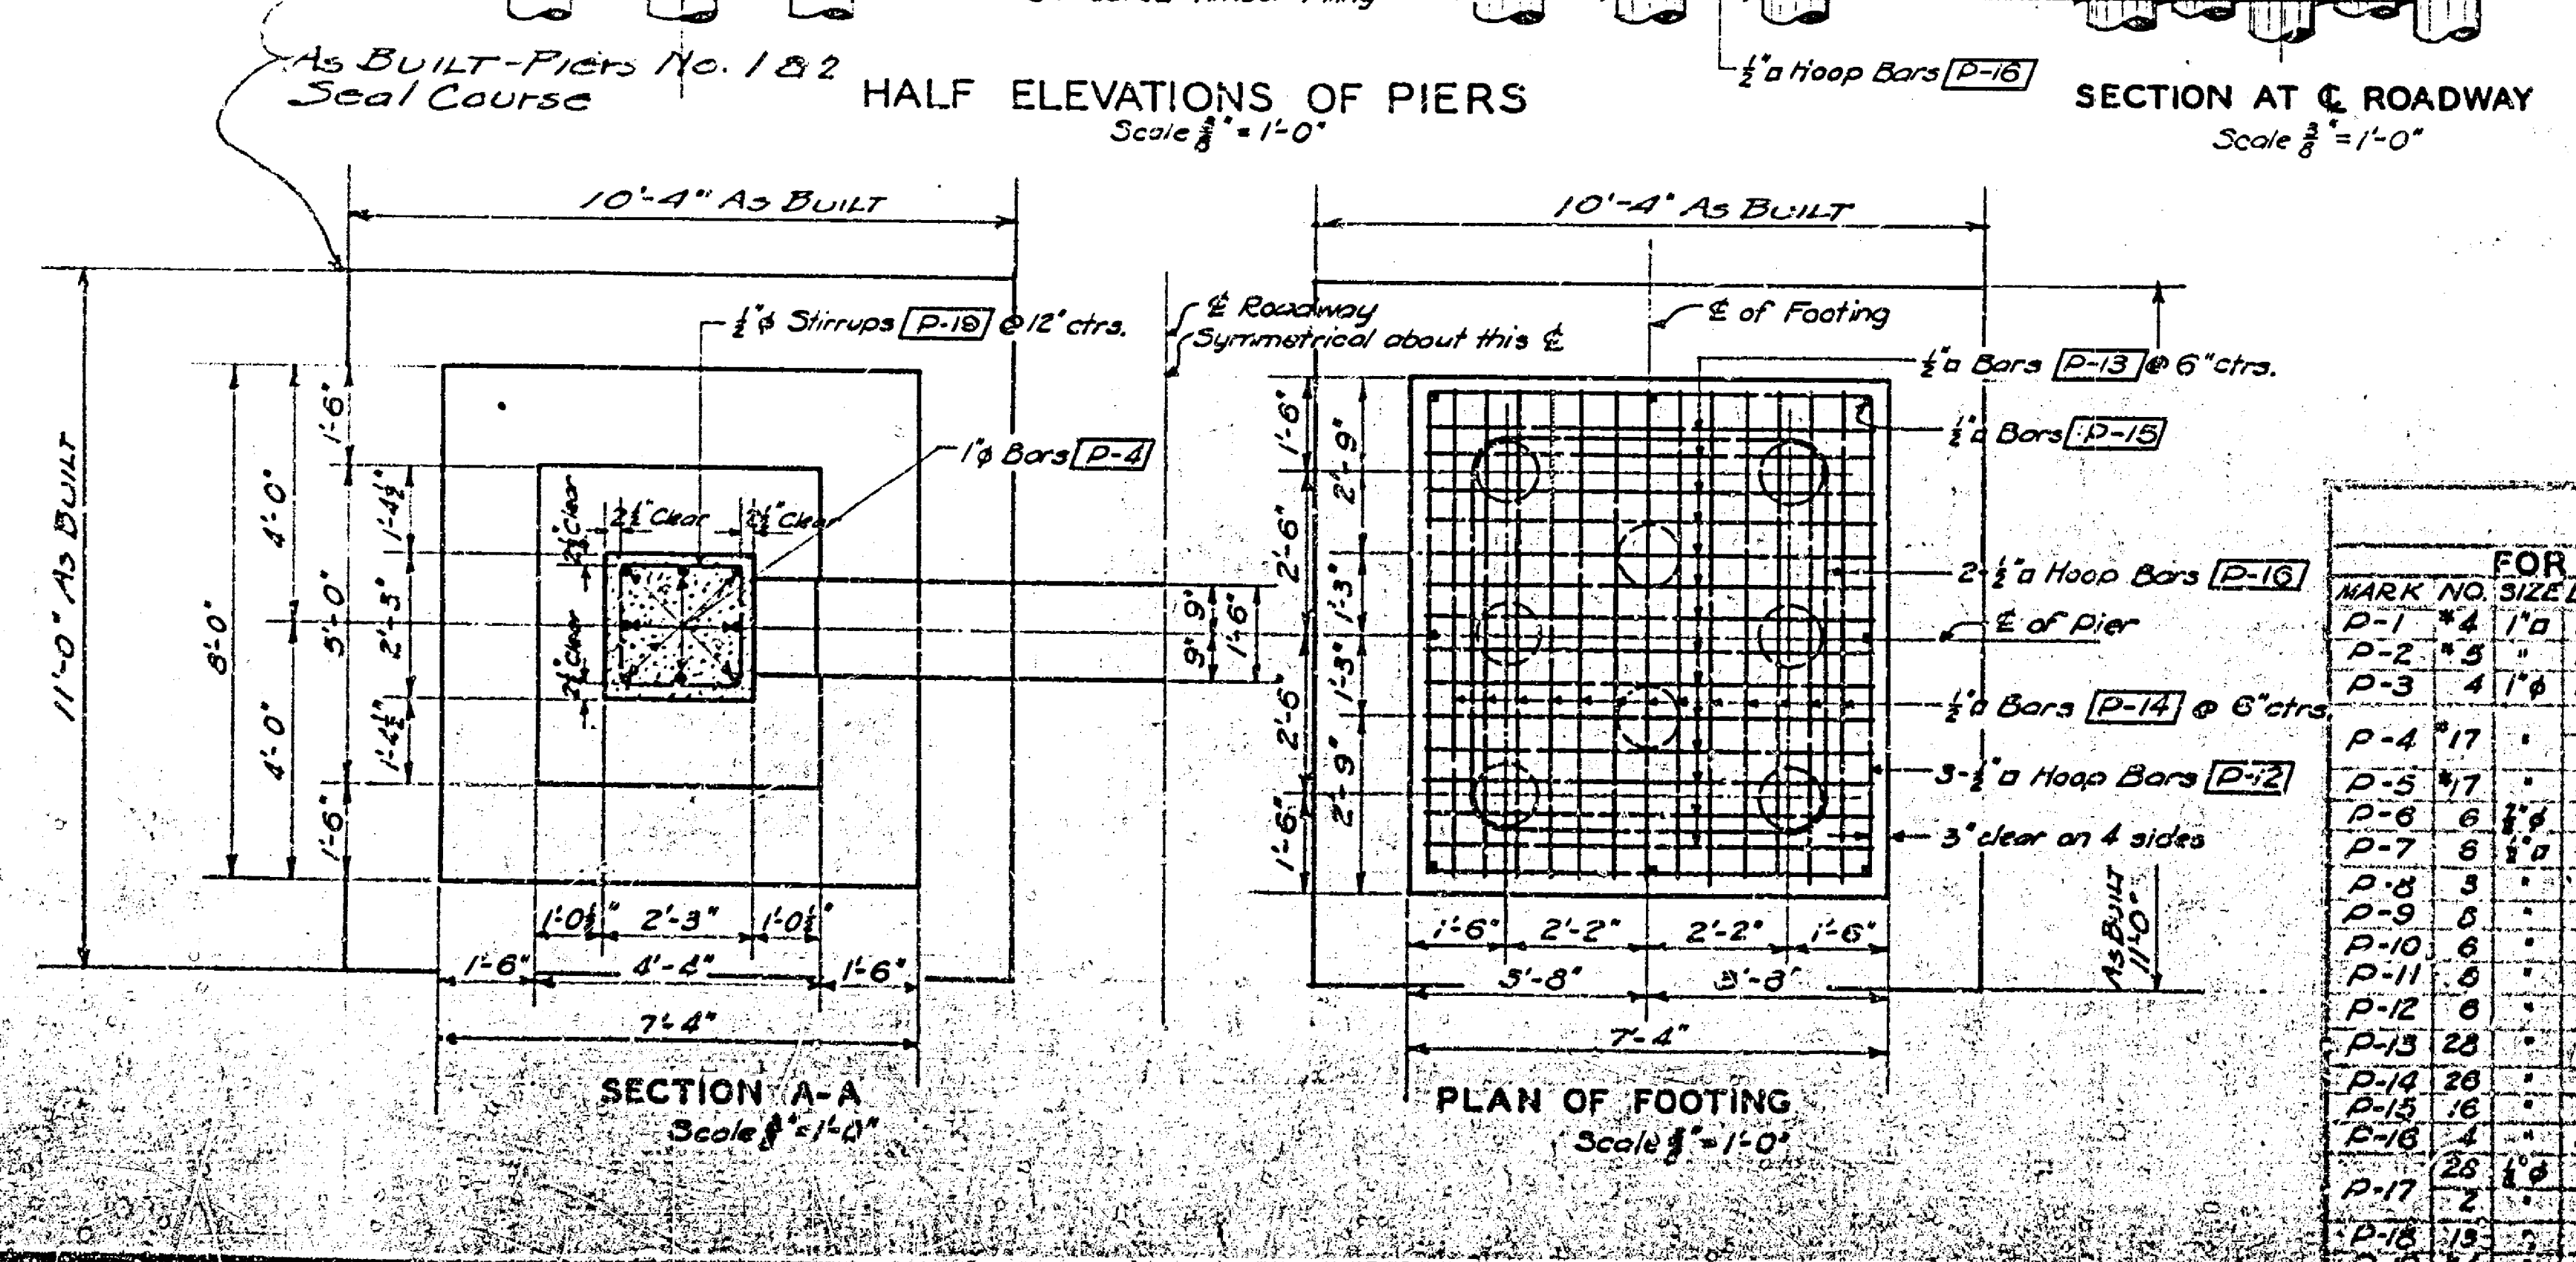 As BUILT-Piers No. 1 & 2
Seal Course
HALF ELEVATIONS OF PIERS
Scale 3/8" = 1'-0"
1/2"□ Hoop Bars P-16
SECTION AT ℄ ROADWAY
Scale 3/8" = 1'-0"
10'-4" As BUILT
11'-0" As BUILT
1/2"ϕ Stirrups P-19 @ 12" ctrs.
℄ Roadway
Symmetrical about this ℄
1"ϕ Bars P-4
8'-0"
4'-0"
4'-0"
1'-6"
5'-0"
1'-6"
1'-4 1/2"
2'-3"
1'-4 1/2"
2 1/2" Clear
2 1/2" Clear
2 1/2" Clear
2 1/2" Clear
9" 9"
1'-6"
1'-0 1/2" 2'-3" 1'-0 1/2"
1'-6" 4'-4" 1'-6"
7'-4"
SECTION A-A
Scale 3/8" = 1'-0"
10'-4" As BUILT
℄ of Footing
1/2"□ Bars P-13 @ 6" ctrs.
1/2"□ Bars P-15
2-1/2"□ Hoop Bars P-16
℄ of Pier
1/2"□ Bars P-14 @ 6" ctrs.
3-1/2"□ Hoop Bars P-12
3" clear on 4 sides
As BUILT
11'-0"
1'-6"
2'-6"
2'-6"
1'-6"
2'-9"
1'-3"
1'-3"
2'-9"
1'-6" 2'-2" 2'-2" 1'-6"
3'-8" 3'-8"
7'-4"
PLAN OF FOOTING
Scale 3/8" = 1'-0"
FOR
MARK NO. SIZE
P-1 *4 1"□
P-2 *5 "
P-3 4 1"ϕ
P-4 *17 "
P-5 *17 "
P-6 6
P-7 6 1/2"□
P-8 3 "
P-9 "
P-10 6 "
P-11 "
P-12 6 "
P-13 28 "
P-14 26 "
P-15 16 "
P-16 4 "
28 1/2"ϕ
P-17
2 "
P-18 13 "